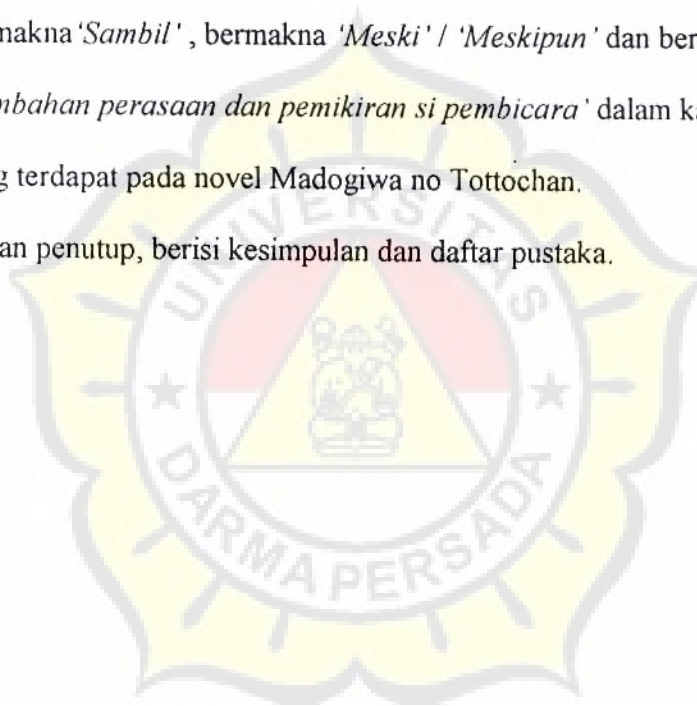 makna 'Sambil' , bermakna 'Meski' / 'Meskipun' dan ber
mbahan perasaan dan pemikiran si pembicara' dalam k
g terdapat pada novel Madogiwa no Tottochan.
an penutup, berisi kesimpulan dan daftar pustaka.
UNIVERSITAS
DARMA PERSADA